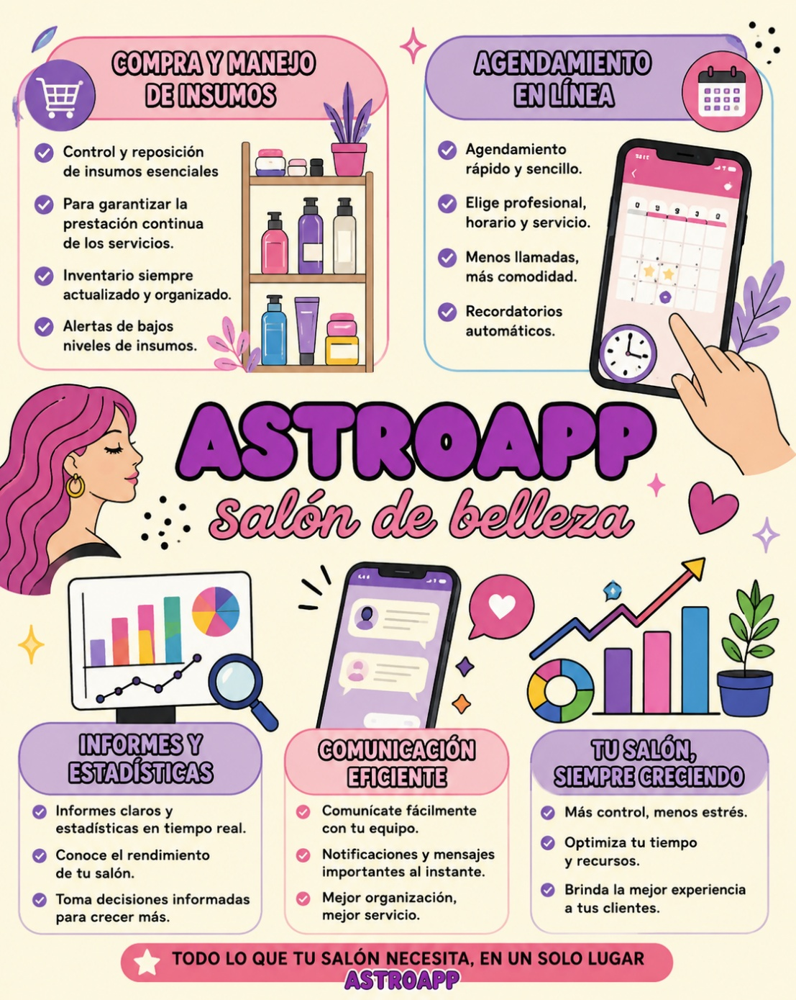 COMPRA Y MANEJO
DE INSUMOS
Control y reposición
de insumos esenciales
Para garantizar la
prestación continua
de los servicios.
Inventario siempre
actualizado y organizado.
Alertas de bajos
niveles de insumos.
AGENDAMIENTO
EN LÍNEA
Agendamiento
rápido y sencillo.
Elige profesional,
horario y servicio.
Menos llamadas,
más comodidad.
Recordatorios
automáticos.
ASTROAPP
salón de belleza
INFORMES Y
ESTADÍSTICAS
Informes claros y
estadísticas en tiempo real.
Conoce el rendimiento
de tu salón.
Toma decisiones informadas
para crecer más.
COMUNICACIÓN
EFICIENTE
Comunícate fácilmente
con tu equipo.
Notificaciones y mensajes
importantes al instante.
Mejor organización,
mejor servicio.
TU SALÓN,
SIEMPRE CRECIENDO
Más control, menos estrés.
Optimiza tu tiempo
y recursos.
Brinda la mejor experiencia
a tus clientes.
TODO LO QUE TU SALÓN NECESITA, EN UN SOLO LUGAR
ASTROAPP